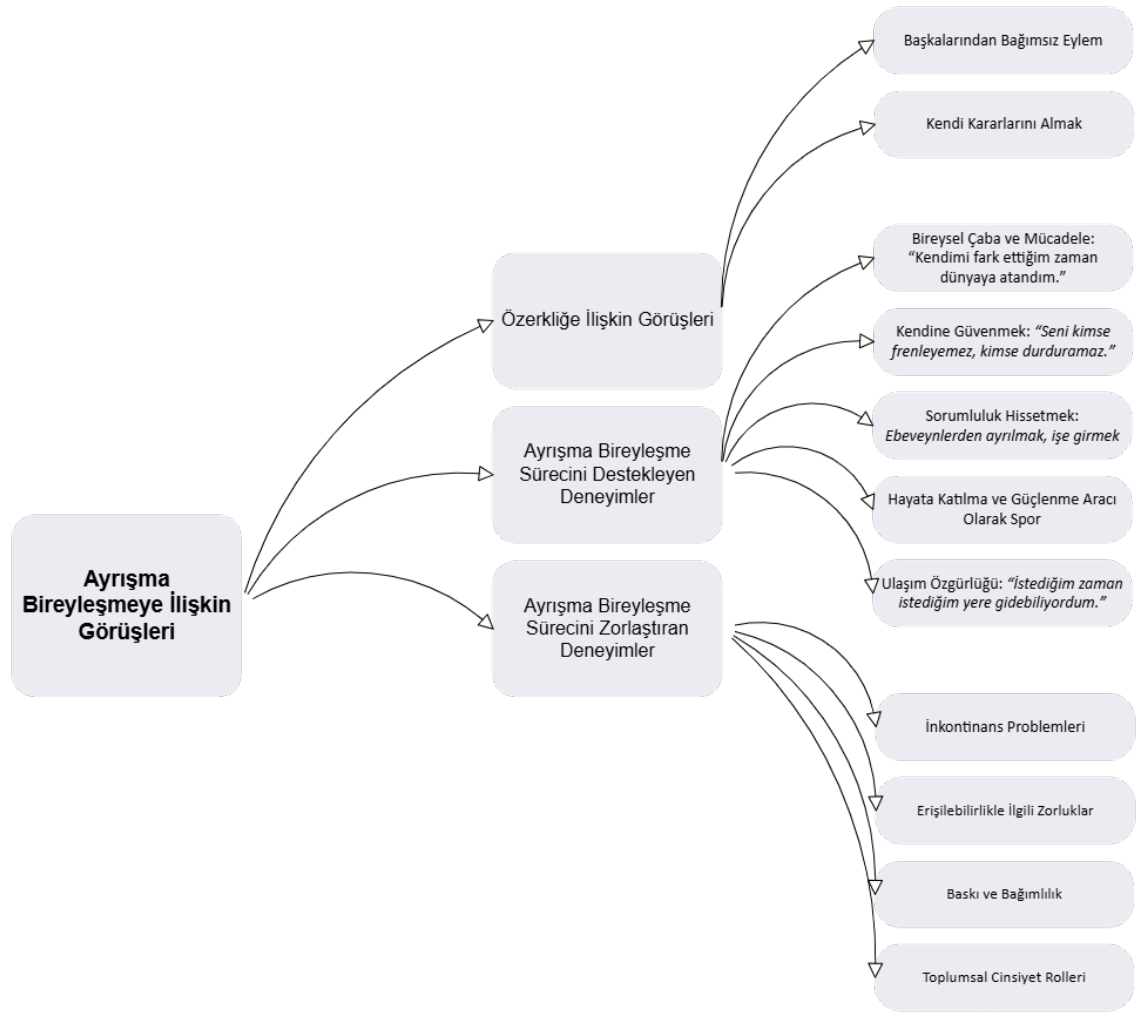 Ayrışma
Bireyleşmeye İlişkin
Görüşleri
Özerkliğe İlişkin Görüşleri
Başkalarından Bağımsız Eylem
Kendi Kararlarını Almak
Ayrışma Bireyleşme
Sürecini Destekleyen
Deneyimler
Bireysel Çaba ve Mücadele:
“Kendimi fark ettiğim zaman
dünyaya atandım.”
Kendine Güvenmek: “Seni kimse
frenleyemez, kimse durduramaz.”
Sorumluluk Hissetmek:
Ebeveynlerden ayrılmak, işe girmek
Hayata Katılma ve Güçlenme Aracı
Olarak Spor
Ulaşım Özgürlüğü: “İstediğim zaman
istediğim yere gidebiliyordum.”
Ayrışma Bireyleşme
Sürecini Zorlaştıran
Deneyimler
İnkontinans Problemleri
Erişilebilirlikle İlgili Zorluklar
Baskı ve Bağımlılık
Toplumsal Cinsiyet Rolleri